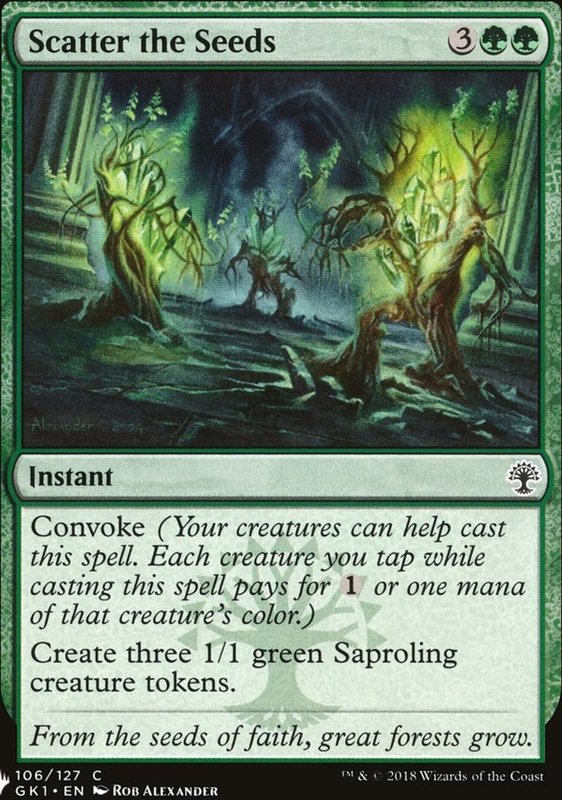 Scatter the Seeds 3
Alexander © 2004
Instant
Convoke (Your creatures can help cast
this spell. Each creature you tap while
casting this spell pays for 1 or one mana
of that creature's color.)
Create three 1/1 green Saproling
creature tokens.
From the seeds of faith, great forests grow.
106/127 C
GK1 • EN Rob Alexander
™ & © 2018 Wizards of the Coast